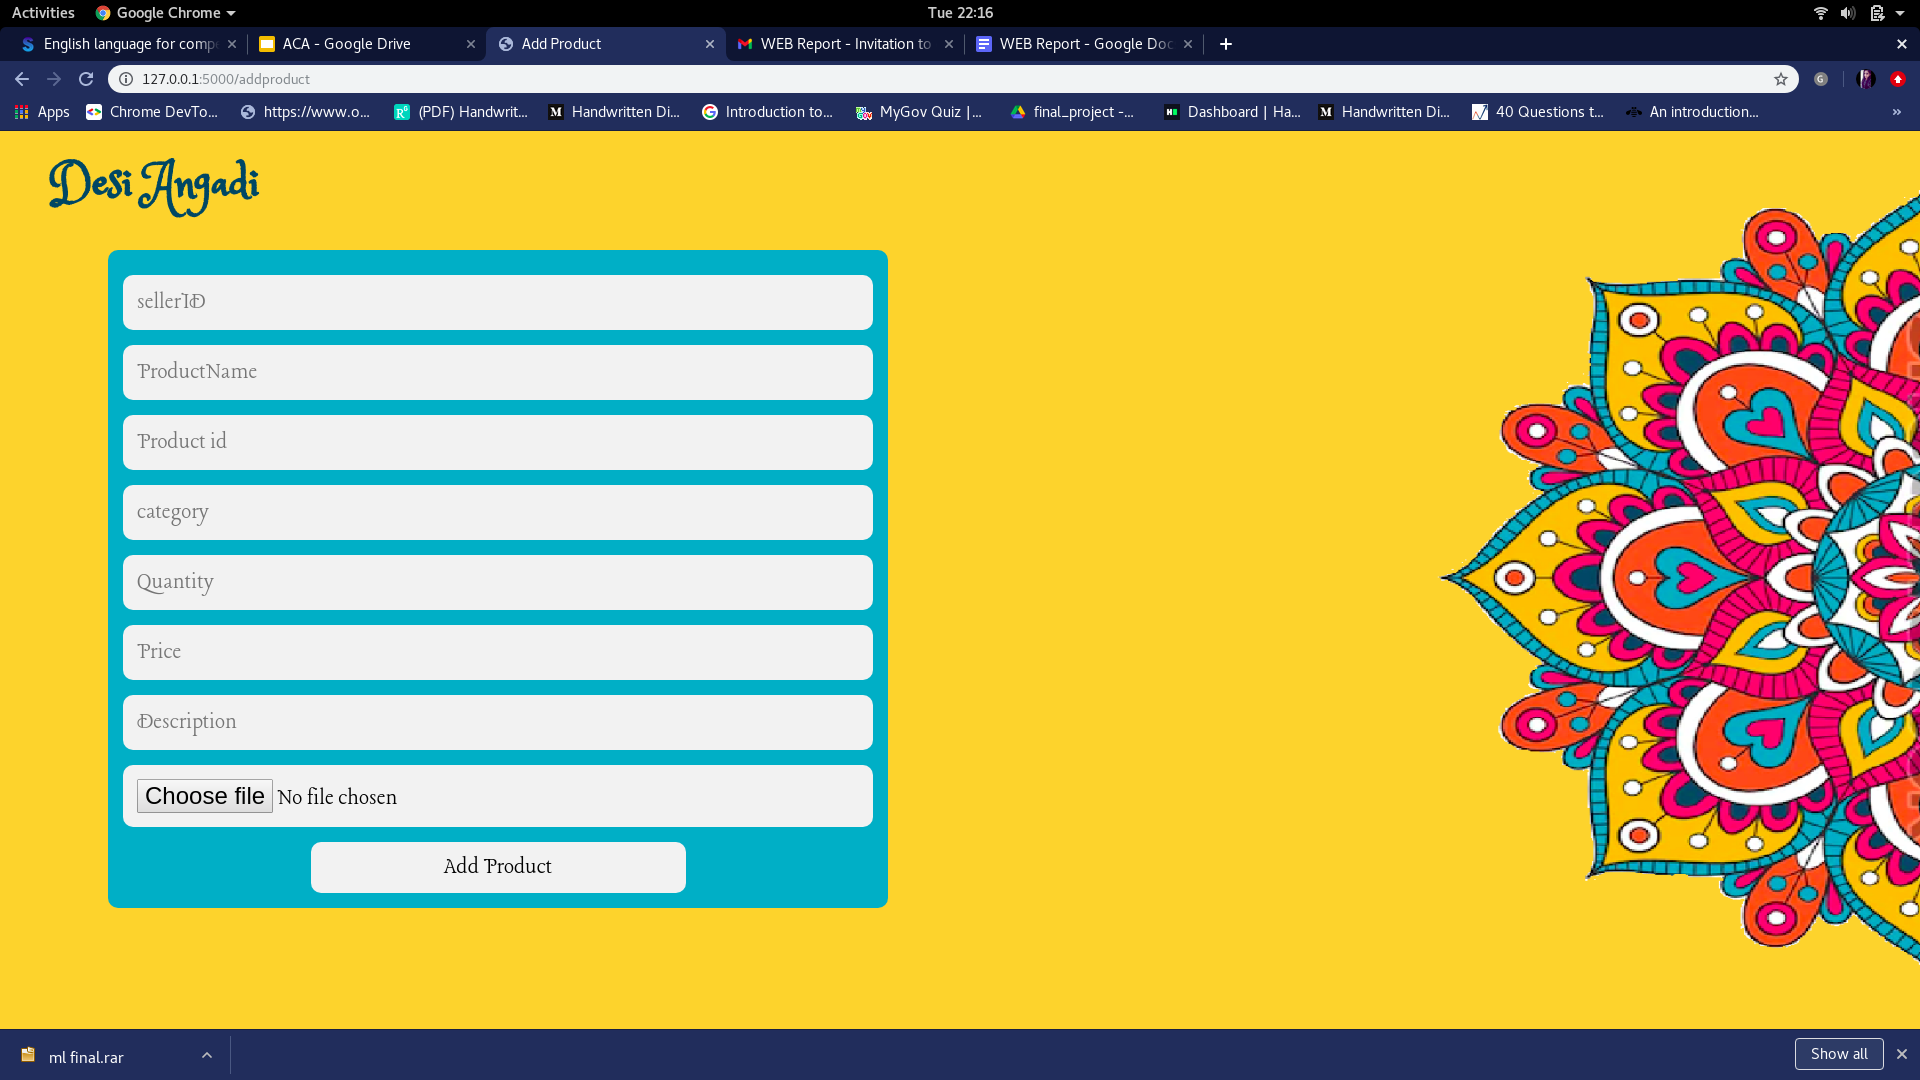 Activities Google Chrome Tue 22:16
English language for comp ACA - Google Drive Add Product WEB Report - Invitation to WEB Report - Google Doc
127.0.0.1:5000/addproduct
Apps Chrome DevTo... https://www.o... (PDF) Handwrit... Handwritten Di... Introduction to... MyGov Quiz |... final_project -... Dashboard | Ha... Handwritten Di... 40 Questions t... An introduction... »
Desi Angadi
sellerID
ProductName
Product id
category
Quantity
Price
Description
Choose file No file chosen
Add Product
ml final.rar Show all